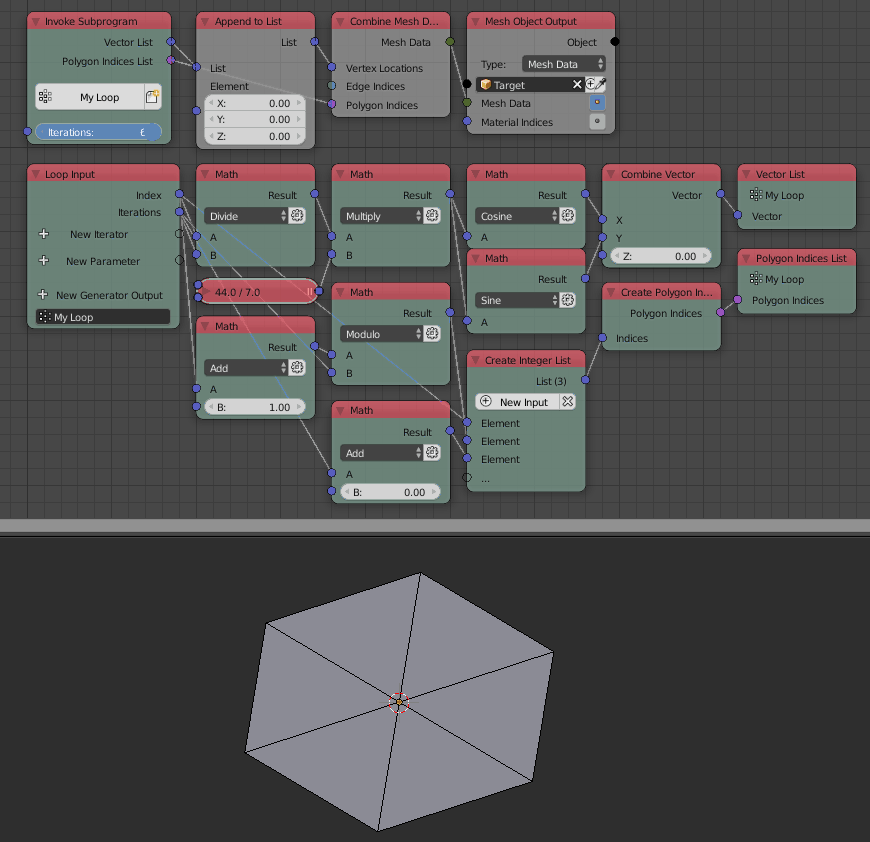 Invoke Subprogram
Vector List
Polygon Indices List
My Loop
Iterations: 6
Append to List
List
List
Element
X: 0.00
Y: 0.00
Z: 0.00
Combine Mesh D...
Mesh Data
Vertex Locations
Edge Indices
Polygon Indices
Mesh Object Output
Object
Type: Mesh Data
Target
Mesh Data
Material Indices
Loop Input
Index
Iterations
New Iterator
New Parameter
New Generator Output
My Loop
Math
Result
Divide
A
B
44.0 / 7.0
Math
Result
Add
A
B: 1.00
Math
Result
Multiply
A
B
Math
Result
Modulo
A
B
Math
Result
Add
A
B: 0.00
Math
Result
Cosine
A
Math
Result
Sine
A
Create Integer List
List (3)
New Input
Element
Element
Element
...
Combine Vector
Vector
X
Y
Z: 0.00
Create Polygon In...
Polygon Indices
Indices
Vector List
My Loop
Vector
Polygon Indices List
My Loop
Polygon Indices